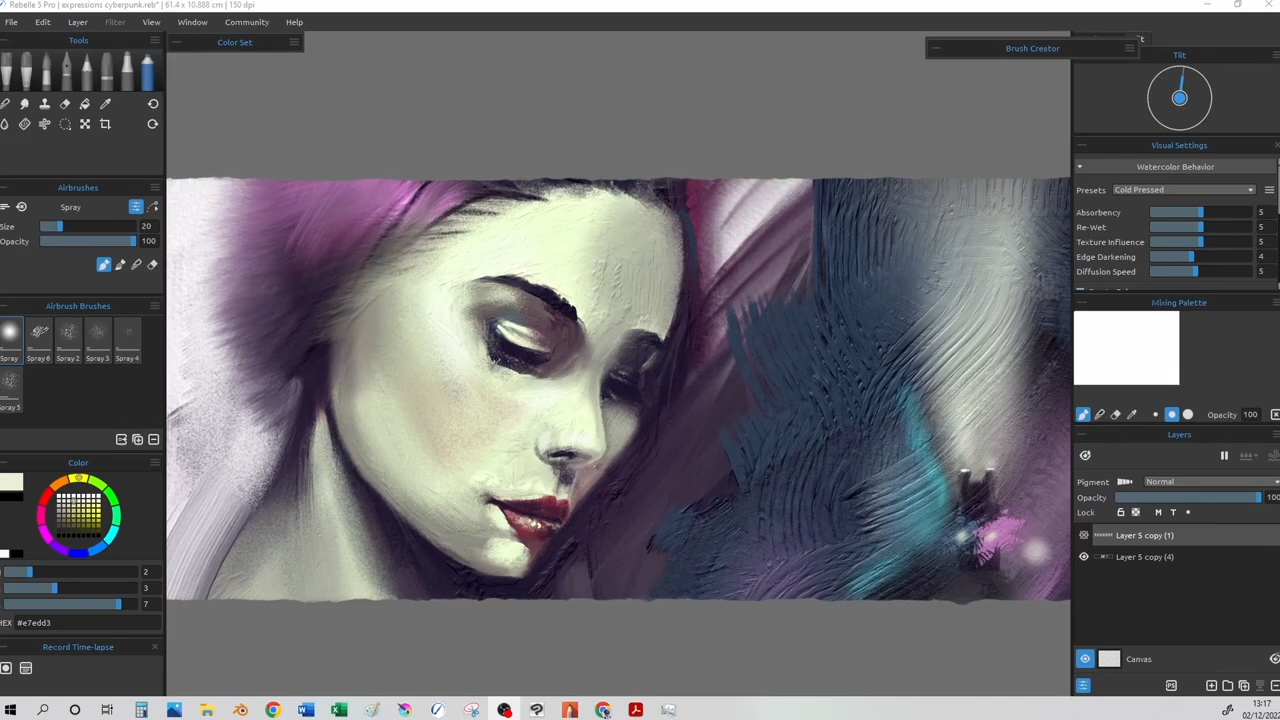 Rebelle 5 Pro | expressions cyberpunk.reb* | 61.4 x 10.888 cm | 150 dpi
File Edit Layer Filter View Window Community Help
Tools
Color Set
Brush Creator
Tilt
Visual Settings
Watercolor Behavior
Presets Cold Pressed
Absorbency 5
Re-Wet 5
Texture Influence 5
Edge Darkening 4
Diffusion Speed 5
Airbrushes
Spray
Size 20
Opacity 100
Airbrush Brushes
Spray Spray 6 Spray 2 Spray 3 Spray 4
Spray 5
Mixing Palette
Opacity 100
Color
2
3
7
HEX #e7edd3
Record Time-lapse
Layers
Pigment Normal
Opacity 100
Lock M T
Layer 5 copy (1)
Layer 5 copy (4)
Canvas
PS
13:17